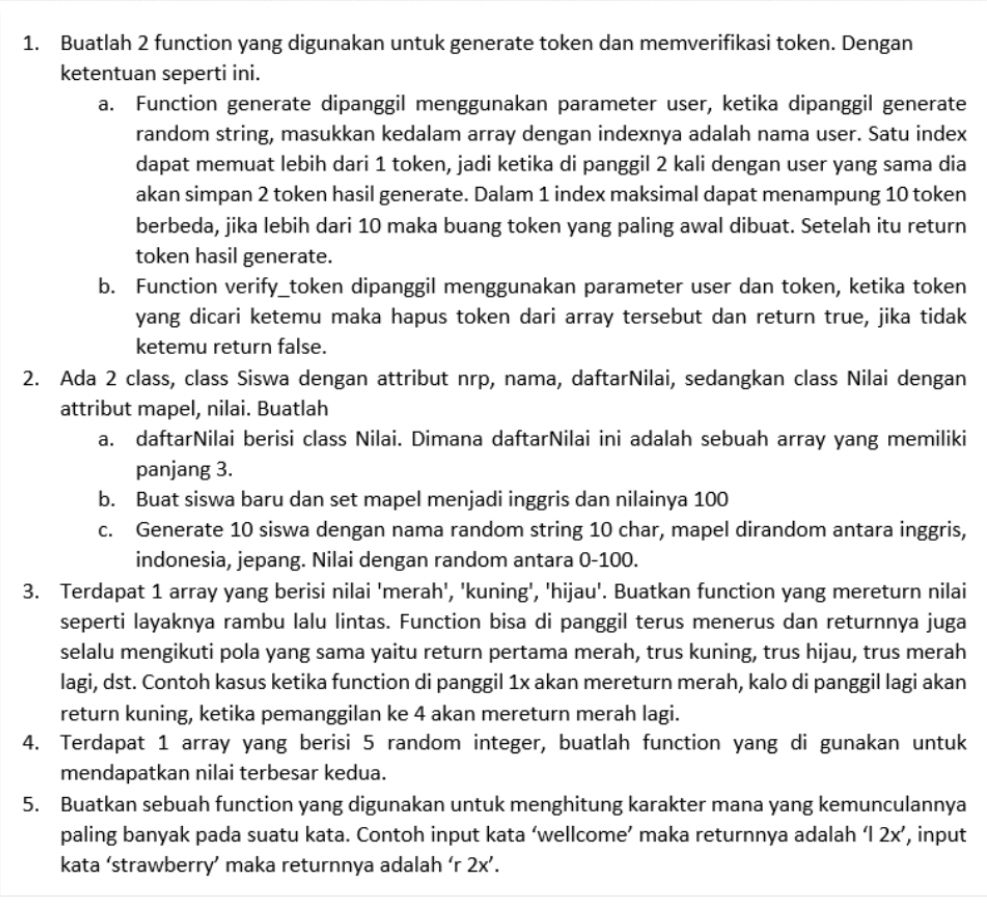 1. Buatlah 2 function yang digunakan untuk generate token dan memverifikasi token. Dengan
ketentuan seperti ini.
a. Function generate dipanggil menggunakan parameter user, ketika dipanggil generate
random string, masukkan kedalam array dengan indexnya adalah nama user. Satu index
dapat memuat lebih dari 1 token, jadi ketika di panggil 2 kali dengan user yang sama dia
akan simpan 2 token hasil generate. Dalam 1 index maksimal dapat menampung 10 token
berbeda, jika lebih dari 10 maka buang token yang paling awal dibuat. Setelah itu return
token hasil generate.
b. Function verify_token dipanggil menggunakan parameter user dan token, ketika token
yang dicari ketemu maka hapus token dari array tersebut dan return true, jika tidak
ketemu return false.
2. Ada 2 class, class Siswa dengan attribut nrp, nama, daftarNilai, sedangkan class Nilai dengan
attribut mapel, nilai. Buatlah
a. daftarNilai berisi class Nilai. Dimana daftarNilai ini adalah sebuah array yang memiliki
panjang 3.
b. Buat siswa baru dan set mapel menjadi inggris dan nilainya 100
c. Generate 10 siswa dengan nama random string 10 char, mapel dirandom antara inggris,
indonesia, jepang. Nilai dengan random antara 0-100.
3. Terdapat 1 array yang berisi nilai 'merah', 'kuning', 'hijau'. Buatkan function yang mereturn nilai
seperti layaknya rambu lalu lintas. Function bisa di panggil terus menerus dan returnnya juga
selalu mengikuti pola yang sama yaitu return pertama merah, trus kuning, trus hijau, trus merah
lagi, dst. Contoh kasus ketika function di panggil 1x akan mereturn merah, kalo di panggil lagi akan
return kuning, ketika pemanggilan ke 4 akan mereturn merah lagi.
4. Terdapat 1 array yang berisi 5 random integer, buatlah function yang di gunakan untuk
mendapatkan nilai terbesar kedua.
5. Buatkan sebuah function yang digunakan untuk menghitung karakter mana yang kemunculannya
paling banyak pada suatu kata. Contoh input kata ‘wellcome’ maka returnnya adalah ‘l 2x’, input
kata ‘strawberry’ maka returnnya adalah ‘r 2x’.